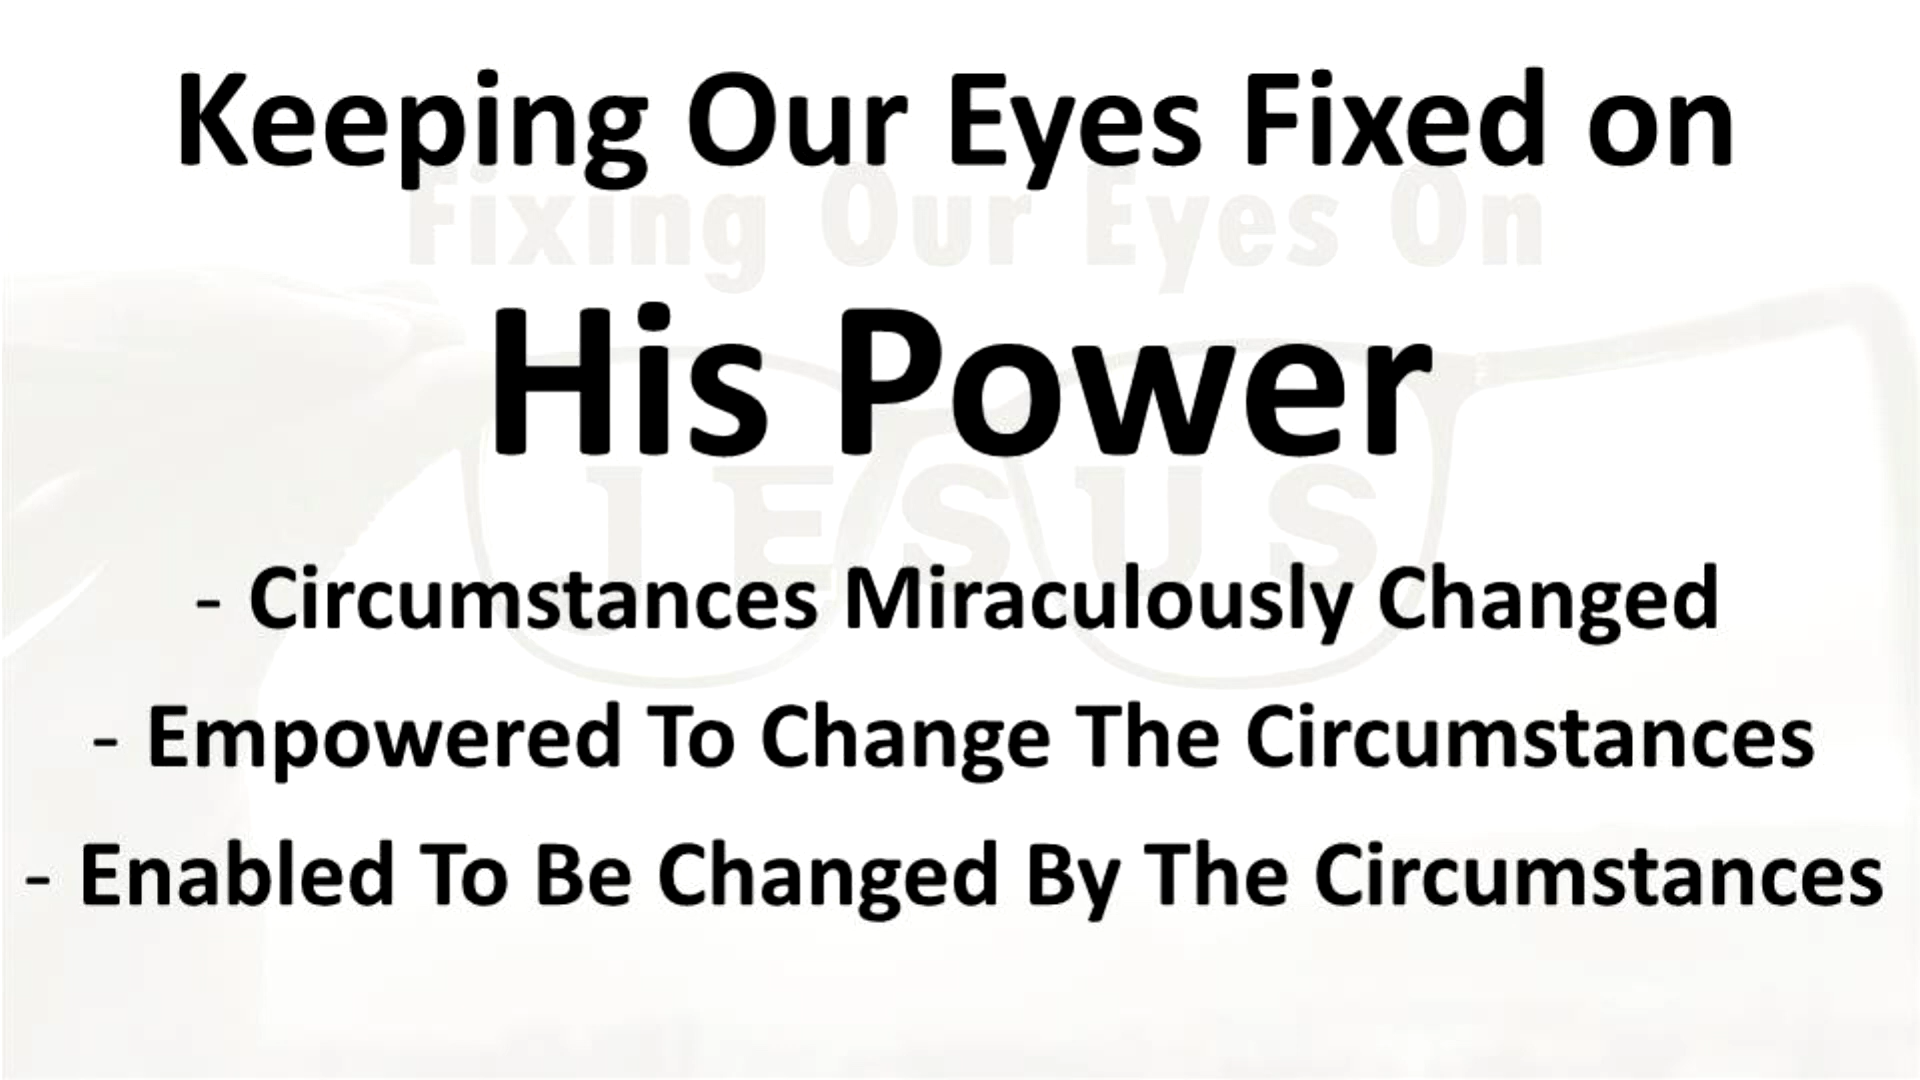 Keeping Our Eyes Fixed on
Fixing Our Eyes On
His Power
JESUS
- Circumstances Miraculously Changed
- Empowered To Change The Circumstances
- Enabled To Be Changed By The Circumstances